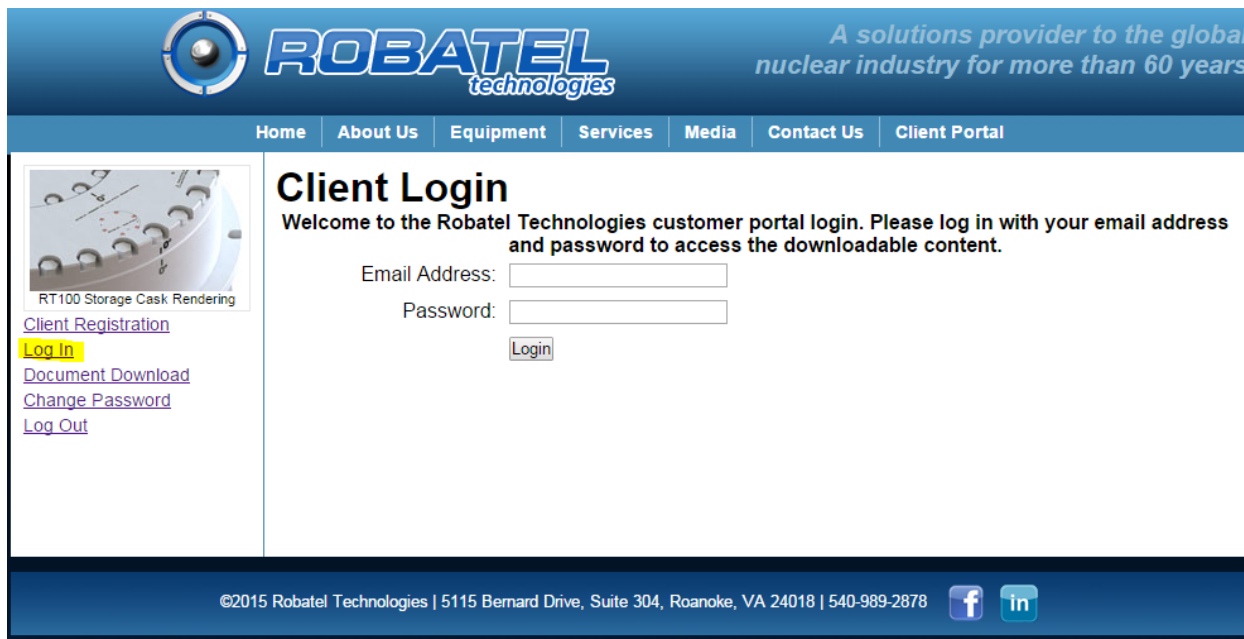 ROBATEL
technologies
A solutions provider to the global
nuclear industry for more than 60 years
Home About Us Equipment Services Media Contact Us Client Portal
RT100 Storage Cask Rendering
Client Registration
Log In
Document Download
Change Password
Log Out
Client Login
Welcome to the Robatel Technologies customer portal login. Please log in with your email address
and password to access the downloadable content.
Email Address:
Password:
Login
©2015 Robatel Technologies | 5115 Bernard Drive, Suite 304, Roanoke, VA 24018 | 540-989-2878
f in